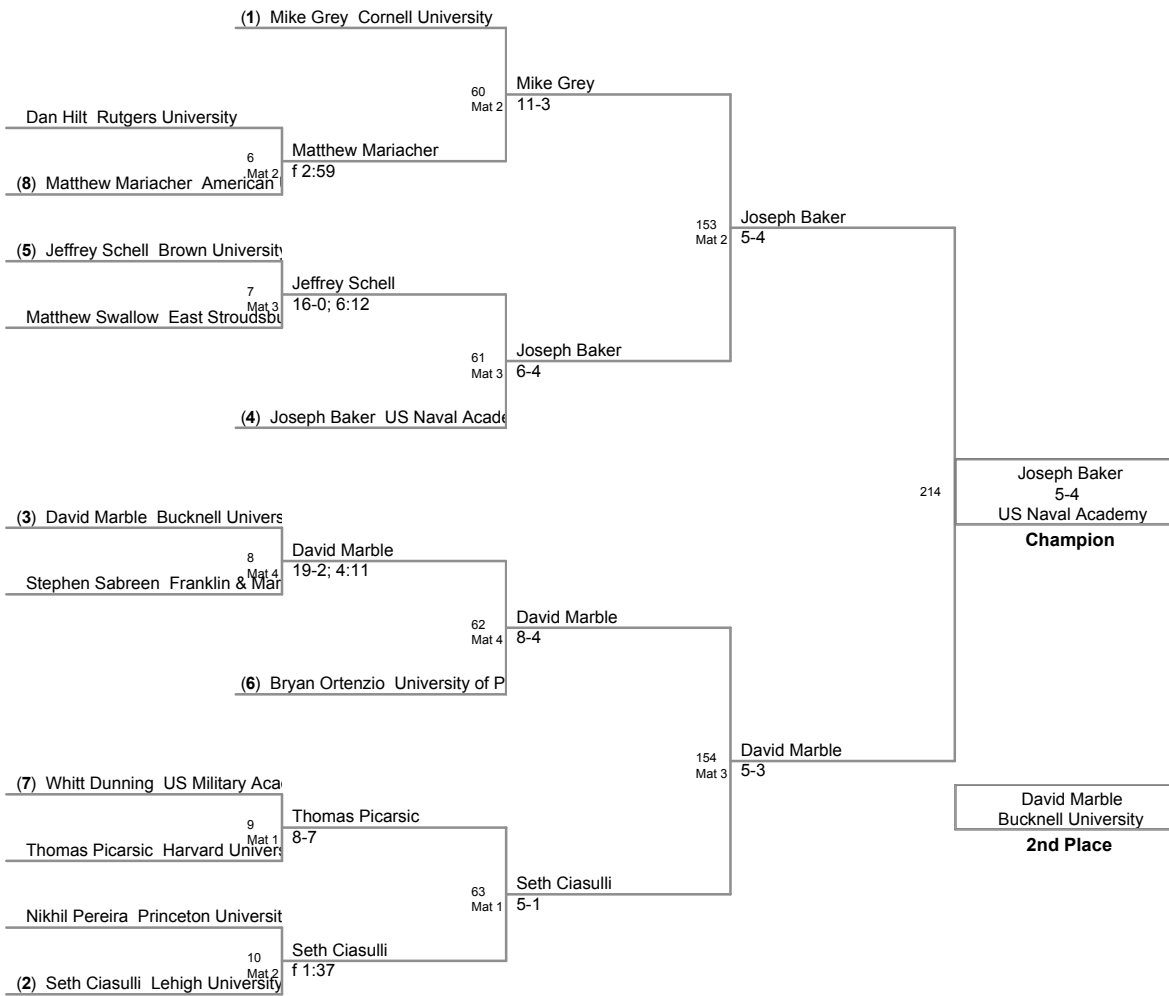 (1) Mike Grey Cornell University
60
Mat 2
Mike Grey
11-3
Dan Hilt Rutgers University
6
Mat 2
Matthew Mariacher
f 2:59
(8) Matthew Mariacher American
(5) Jeffrey Schell Brown University
7
Mat 3
Jeffrey Schell
16-0; 6:12
Matthew Swallow East Stroudsbu
153
Mat 2
Joseph Baker
5-4
61
Mat 3
Joseph Baker
6-4
(4) Joseph Baker US Naval Acade
214
Joseph Baker
5-4
US Naval Academy
Champion
(3) David Marble Bucknell Univers
8
Mat 4
David Marble
19-2; 4:11
Stephen Sabreen Franklin & Mar
62
Mat 4
David Marble
8-4
(6) Bryan Ortenzio University of P
154
Mat 3
David Marble
5-3
(7) Whitt Dunning US Military Aca
9
Mat 1
Thomas Picarsic
8-7
Thomas Picarsic Harvard Univers
David Marble
Bucknell University
2nd Place
63
Mat 1
Seth Ciasulli
5-1
Nikhil Pereira Princeton Universit
10
Mat 2
Seth Ciasulli
f 1:37
(2) Seth Ciasulli Lehigh University